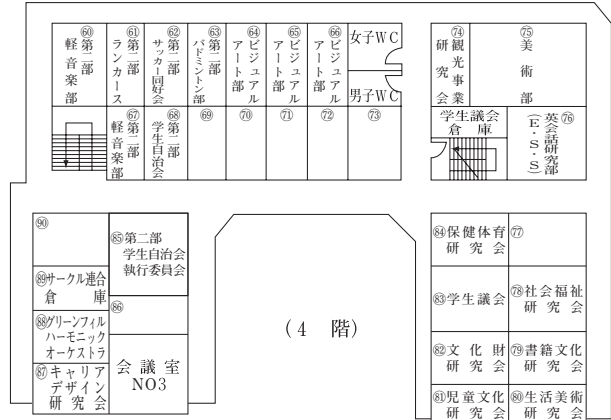 ⑥⓪第二部
軽音楽部
㉑第二部
ランカース
㉒第二部
サッカー同好会
㉓第二部
バドミントン部
㉔ビジュアル
アート部
㉕ビジュアル
アート部
㉖ビジュアル
アート部
女子WC
男子WC
㉗第二部
軽音楽部
㉘第二部
学生自治会
69
70
71
72
73
74観光事業
研究会
75美術部
学生議会
倉庫
76英会話研究部
(E・S・S)
90
85第二部
学生自治会
執行委員会
89サークル連合
倉庫
86
88グリーンフィル
ハーモニック
オーケストラ
87キャリア
デザイン
研究会
会議室
NO3
(4 階)
84保健体育
研究会
77
83学生議会
78社会福祉
研究会
82文化財
研究会
79書籍文化
研究会
81児童文化
研究会
80生活美術
研究会